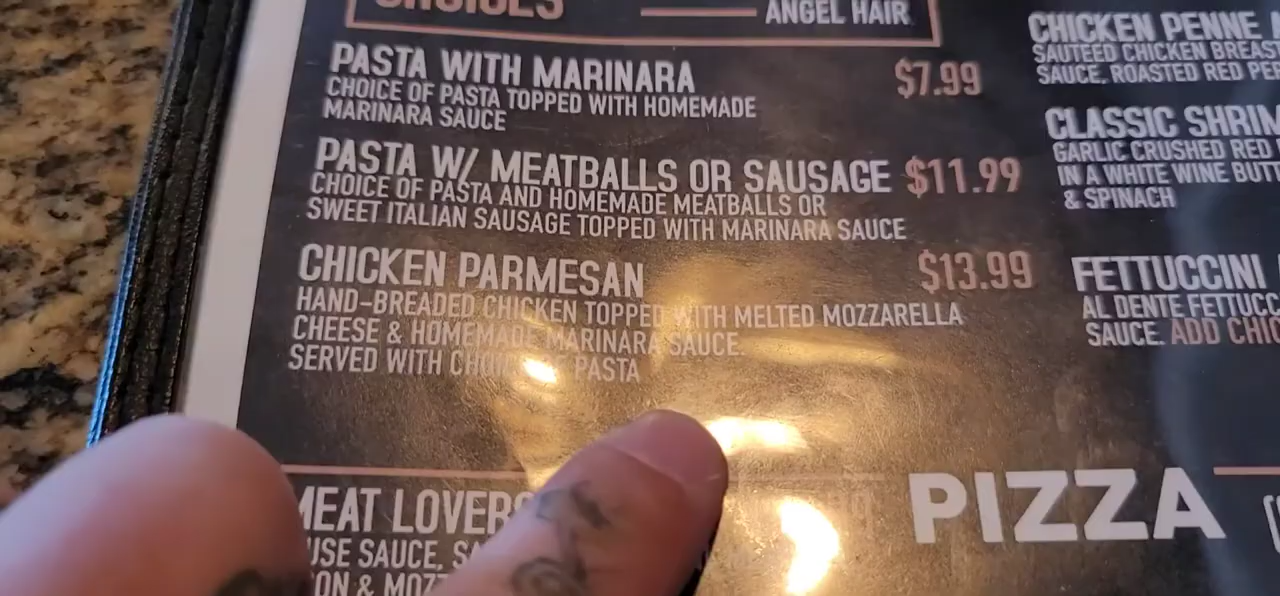 CHOICES
ANGEL HAIR
PASTA WITH MARINARA $7.99
CHOICE OF PASTA TOPPED WITH HOMEMADE
MARINARA SAUCE
PASTA W/ MEATBALLS OR SAUSAGE $11.99
CHOICE OF PASTA AND HOMEMADE MEATBALLS OR
SWEET ITALIAN SAUSAGE TOPPED WITH MARINARA SAUCE
CHICKEN PARMESAN $13.99
HAND-BREADED CHICKEN TOPPED WITH MELTED MOZZARELLA
CHEESE & HOMEMADE MARINARA SAUCE.
SERVED WITH PASTA
CHICKEN PENNE
SAUTEED CHICKEN
SAUCE, ROASTED RED
CLASSIC
GARLIC CRUSHED RED
IN A WHITE WINE
& SPINACH
FETTUCCINI
AL DENTE
SAUCE. ADD
PIZZA
MEAT LOVERS
SAUCE,
&